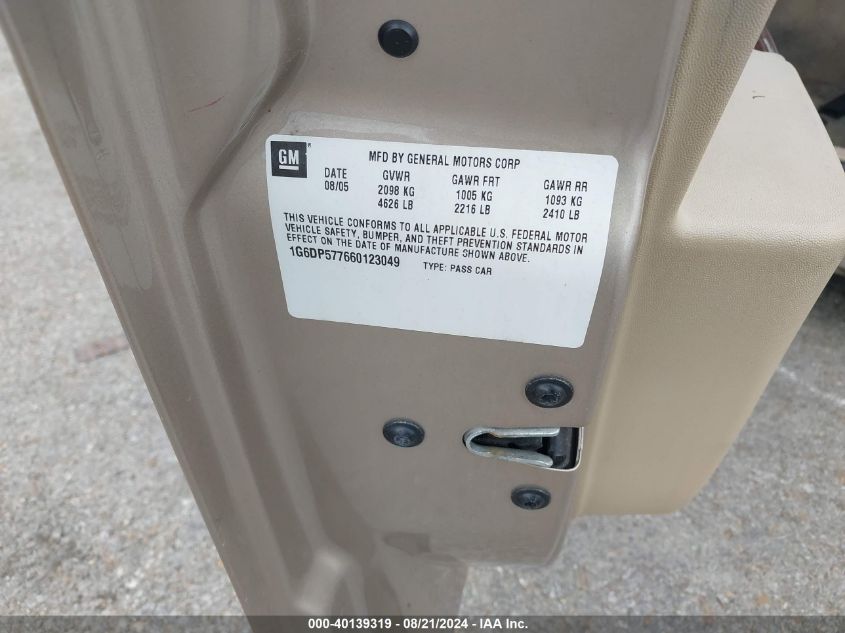 GM
MFD BY GENERAL MOTORS CORP
DATE GVWR GAWR FRT GAWR RR
08/05 2098 KG 1005 KG 1093 KG
4626 LB 2216 LB 2410 LB
THIS VEHICLE CONFORMS TO ALL APPLICABLE U.S. FEDERAL MOTOR
VEHICLE SAFETY, BUMPER, AND THEFT PREVENTION STANDARDS IN
EFFECT ON THE DATE OF MANUFACTURE SHOWN ABOVE.
1G6DP577660123049 TYPE: PASS CAR
000-40139319 - 08/21/2024 - IAA Inc.